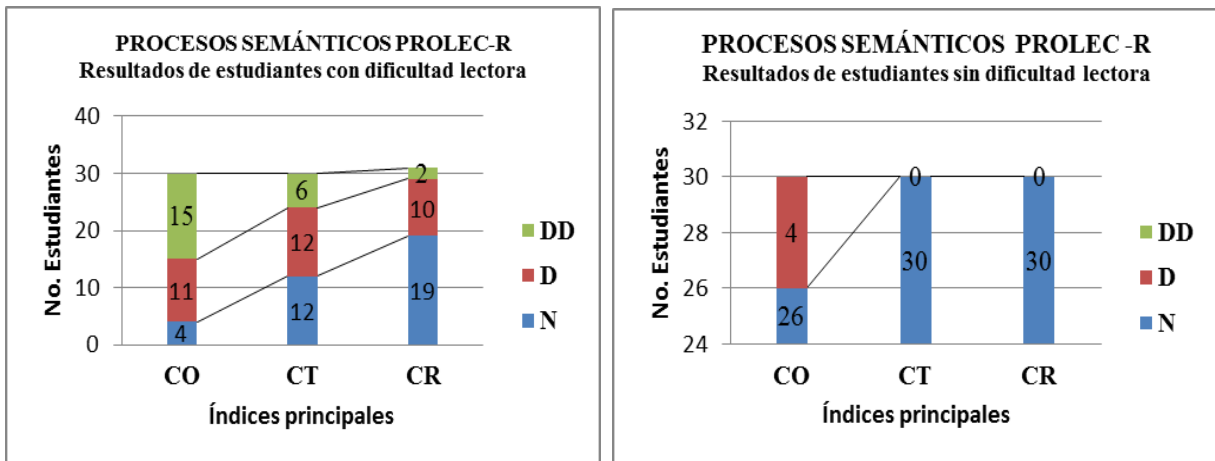 PROCESOS SEMÁNTICOS PROLEC-R
Resultados de estudiantes con dificultad lectora
No. Estudiantes
40
30
20
10
0
15
11
4
6
12
12
2
10
19
CO CT CR
Índices principales
DD
D
N
PROCESOS SEMÁNTICOS PROLEC -R
Resultados de estudiantes sin dificultad lectora
No. Estudiantes
32
30
28
26
24
4
26
0
30
0
30
CO CT CR
Índices principales
DD
D
N